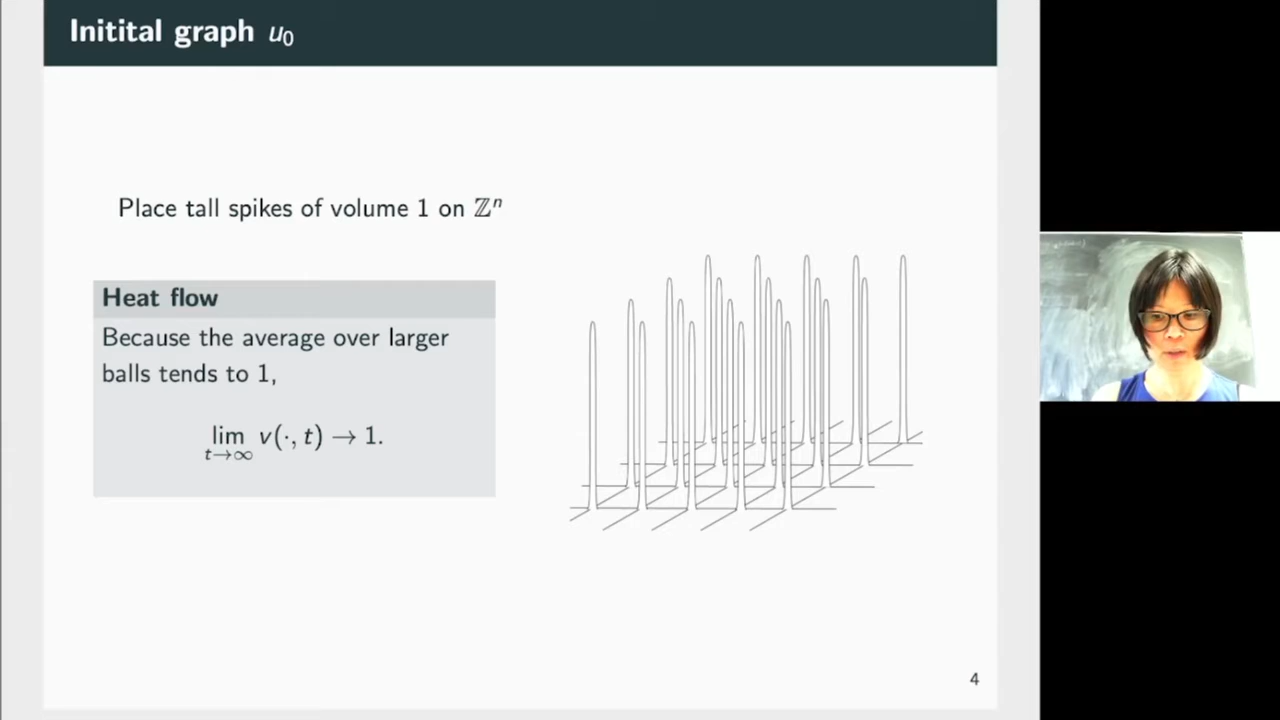 Initital graph u₀
Place tall spikes of volume 1 on ℤⁿ
Heat flow
Because the average over larger
balls tends to 1,
lim v(·, t) → 1.
t→∞
4